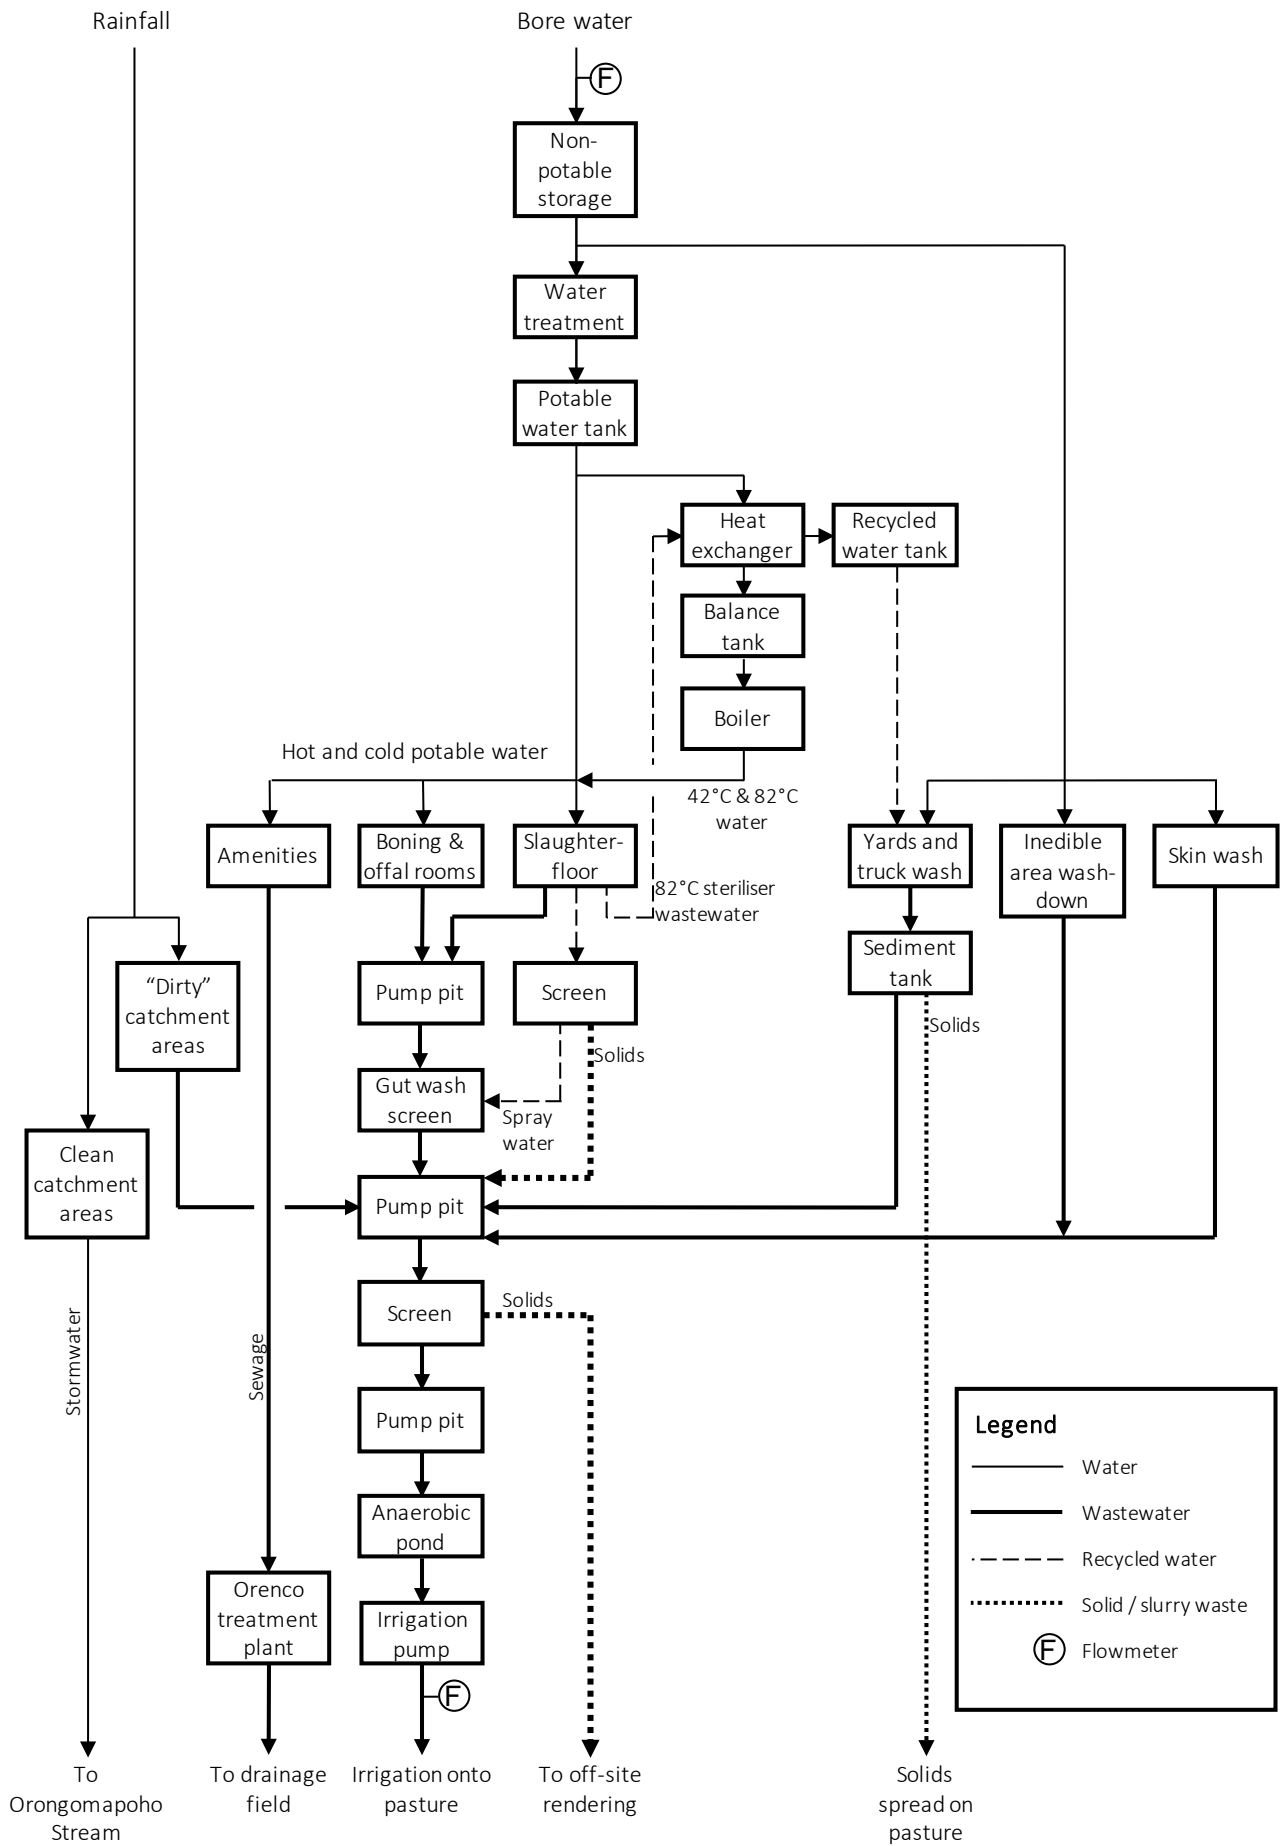 Rainfall
Bore water
F
Non-
potable
storage
Water
treatment
Potable
water tank
Heat
exchanger
Recycled
water tank
Balance
tank
Boiler
Hot and cold potable water
42°C & 82°C
water
Amenities
Boning &
offal rooms
Slaughter-
floor
Yards and
truck wash
Inedible
area wash-
down
Skin wash
82°C steriliser
wastewater
"Dirty"
catchment
areas
Pump pit
Screen
Sediment
tank
Solids
Solids
Gut wash
screen
Spray
water
Clean
catchment
areas
Pump pit
Screen
Solids
Stormwater
Sewage
Pump pit
Anaerobic
pond
Orenco
treatment
plant
Irrigation
pump
F
Legend
Water
Wastewater
Recycled water
Solid / slurry waste
F Flowmeter
To
Orongomapoho
Stream
To drainage
field
Irrigation onto
pasture
To off-site
rendering
Solids
spread on
pasture